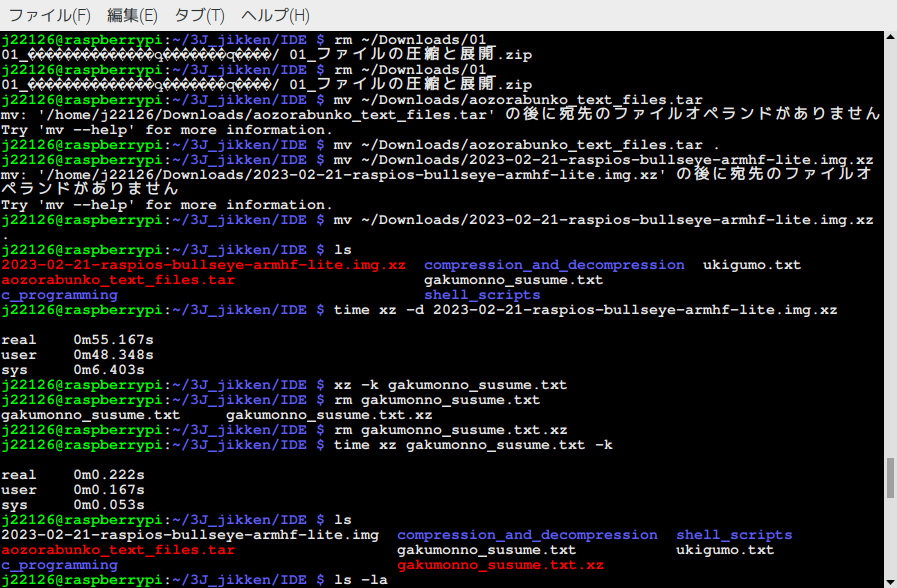 ファイル(F) 編集(E) タブ(T) ヘルプ(H)
j22126@raspberrypi:~/3J_jikken/IDE $ rm ~/Downloads/01_
01_���������������q�������q����/ 01_ファイルの圧縮と展開.zip
j22126@raspberrypi:~/3J_jikken/IDE $ rm ~/Downloads/01_
01_���������������q�������q����/ 01_ファイルの圧縮と展開.zip
j22126@raspberrypi:~/3J_jikken/IDE $ mv ~/Downloads/aozorabunko_text_files.tar
mv: '/home/j22126/Downloads/aozorabunko_text_files.tar' の後に宛先のファイルオペランドがありません
Try 'mv --help' for more information.
j22126@raspberrypi:~/3J_jikken/IDE $ mv ~/Downloads/aozorabunko_text_files.tar .
j22126@raspberrypi:~/3J_jikken/IDE $ mv ~/Downloads/2023-02-21-raspios-bullseye-armhf-lite.img.xz
mv: '/home/j22126/Downloads/2023-02-21-raspios-bullseye-armhf-lite.img.xz' の後に宛先のファイルオ
ペランドがありません
Try 'mv --help' for more information.
j22126@raspberrypi:~/3J_jikken/IDE $ mv ~/Downloads/2023-02-21-raspios-bullseye-armhf-lite.img.xz
.
j22126@raspberrypi:~/3J_jikken/IDE $ ls
2023-02-21-raspios-bullseye-armhf-lite.img.xz compression_and_decompression ukigumo.txt
aozorabunko_text_files.tar gakumonno_susume.txt
c_programming shell_scripts
j22126@raspberrypi:~/3J_jikken/IDE $ time xz -d 2023-02-21-raspios-bullseye-armhf-lite.img.xz
real 0m55.167s
user 0m48.348s
sys 0m6.403s
j22126@raspberrypi:~/3J_jikken/IDE $ xz -k gakumonno_susume.txt
j22126@raspberrypi:~/3J_jikken/IDE $ rm gakumonno_susume.txt
gakumonno_susume.txt gakumonno_susume.txt.xz
j22126@raspberrypi:~/3J_jikken/IDE $ rm gakumonno_susume.txt.xz
j22126@raspberrypi:~/3J_jikken/IDE $ time xz gakumonno_susume.txt -k
real 0m0.222s
user 0m0.167s
sys 0m0.053s
j22126@raspberrypi:~/3J_jikken/IDE $ ls
2023-02-21-raspios-bullseye-armhf-lite.img compression_and_decompression shell_scripts
aozorabunko_text_files.tar gakumonno_susume.txt ukigumo.txt
c_programming gakumonno_susume.txt.xz
j22126@raspberrypi:~/3J_jikken/IDE $ ls -la